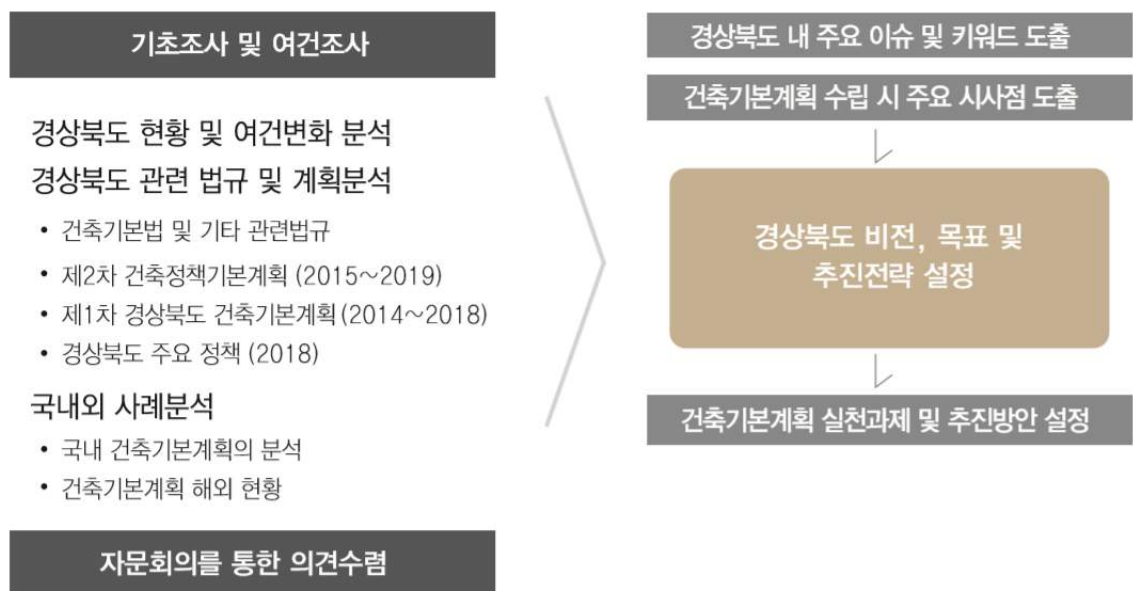 기초조사 및 여건조사
경상북도 현황 및 여건변화 분석
경상북도 관련 법규 및 계획분석
• 건축기본법 및 기타 관련법규
• 제2차 건축정책기본계획 (2015~2019)
• 제1차 경상북도 건축기본계획 (2014~2018)
• 경상북도 주요 정책 (2018)
국내외 사례분석
• 국내 건축기본계획의 분석
• 건축기본계획 해외 현황
자문회의를 통한 의견수렴
경상북도 내 주요 이슈 및 키워드 도출
건축기본계획 수립 시 주요 시사점 도출
경상북도 비전, 목표 및
추진전략 설정
건축기본계획 실천과제 및 추진방안 설정